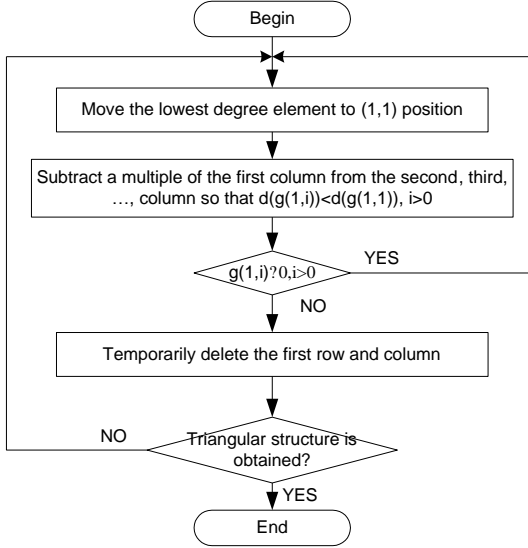 Begin
Move the lowest degree element to (1,1) position
Subtract a multiple of the first column from the second, third,
…, column so that d(g(1,i))<d(g(1,1)), i>0
g(1,i)?0,i>0
YES
NO
Temporarily delete the first row and column
NO
Triangular structure is
obtained?
YES
End